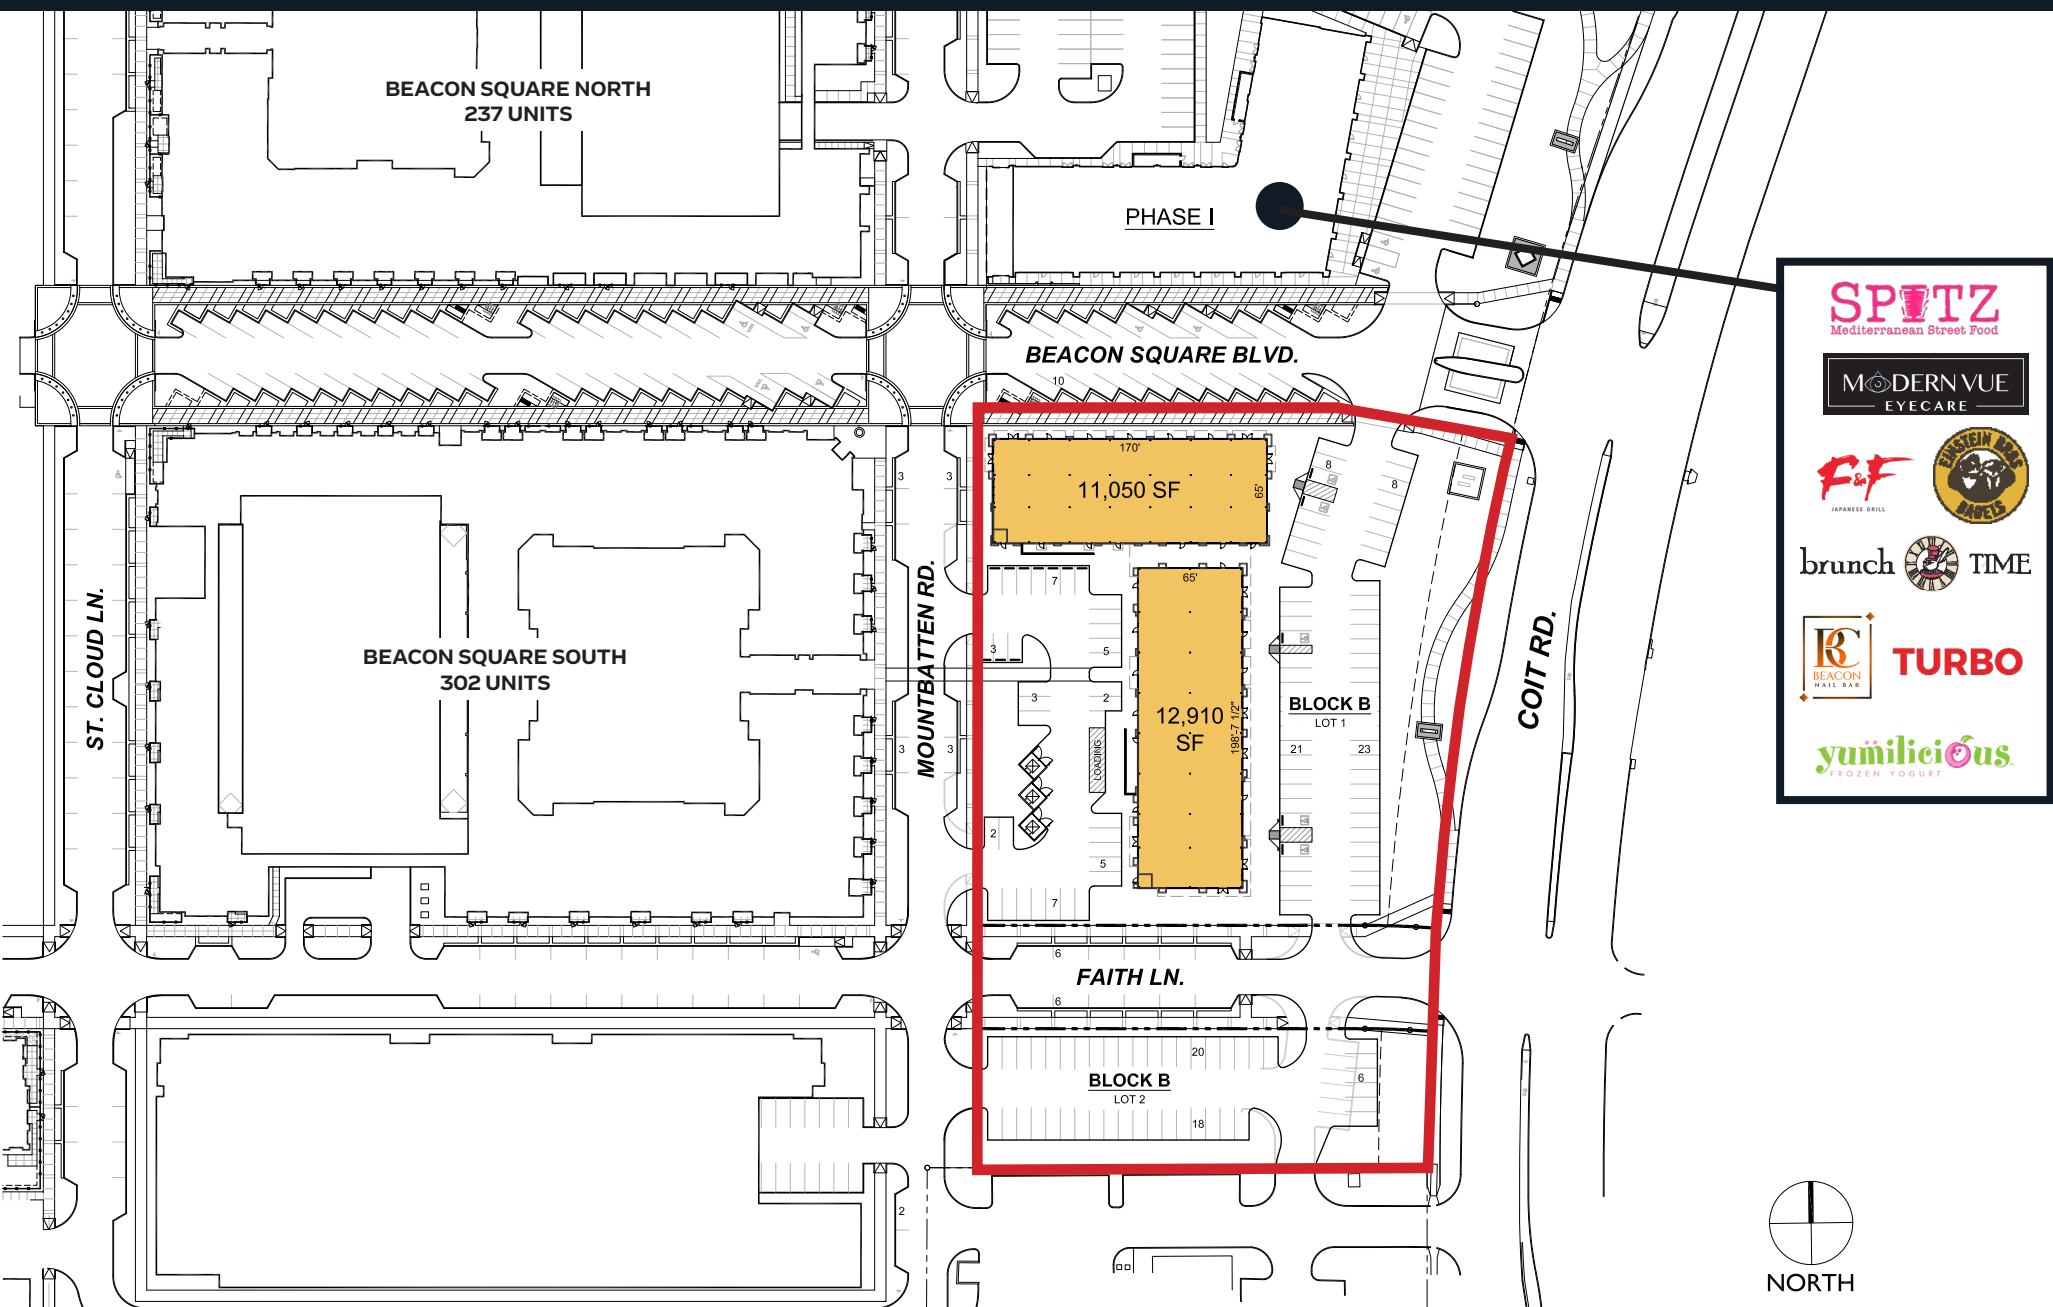 BEACON SQUARE NORTH
237 UNITS
PHASE I
SPITZ
Mediterranean Street Food
MODERN VUE
EYECARE
F&F
JAPANESE GRILL
EINSTEIN BROS
BAGELS
brunch TIME
BC
BEACON
NAIL BAR
TURBO
yumilicious
FROZEN YOGURT
BEACON SQUARE BLVD.
10
170'
11,050 SF
65'
8
8
3
3
7
65'
3
5
3
2
12,910
SF
198'-7 1/2"
LOADING
BLOCK B
LOT 1
21
23
3
3
2
5
7
ST. CLOUD LN.
BEACON SQUARE SOUTH
302 UNITS
MOUNTBATTEN RD.
COIT RD.
6
FAITH LN.
6
20
BLOCK B
LOT 2
18
6
2
NORTH